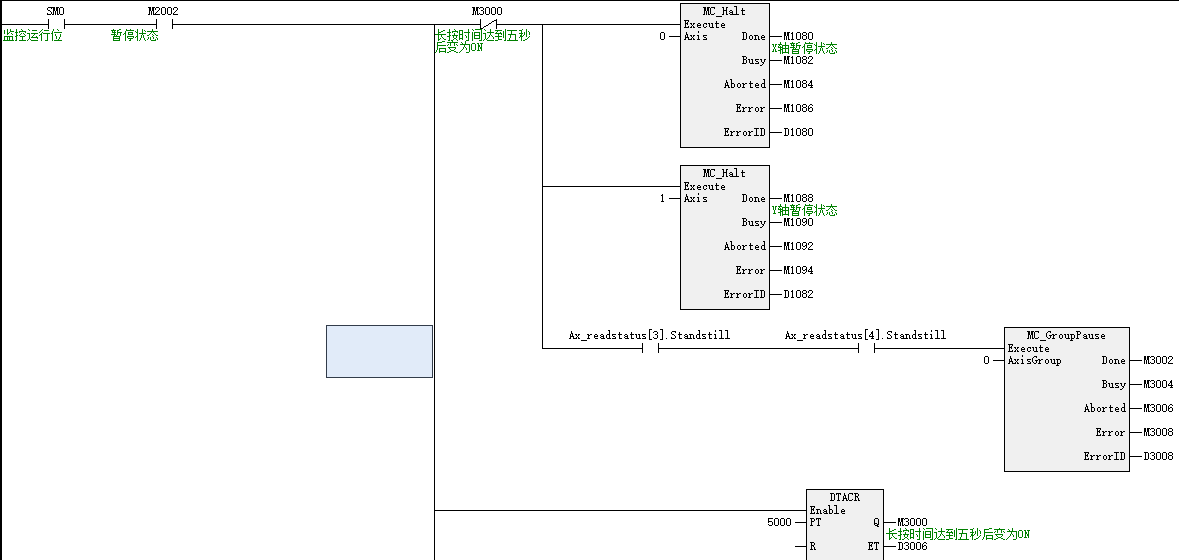 SM0
监控运行位
M2002
暂停状态
M3000
长按时间达到五秒
后变为ON
MC_Halt
Execute
0 Axis Done M1080
X轴暂停状态
Busy M1082
Aborted M1084
Error M1086
ErrorID D1080
MC_Halt
Execute
1 Axis Done M1088
Y轴暂停状态
Busy M1090
Aborted M1092
Error M1094
ErrorID D1082
Ax_readstatus[3].Standstill
Ax_readstatus[4].Standstill
MC_GroupPause
Execute
0 AxisGroup Done M3002
Busy M3004
Aborted M3006
Error M3008
ErrorID D3008
DTACR
Enable
5000 PT Q M3000
长按时间达到五秒后变为ON
R ET D3006